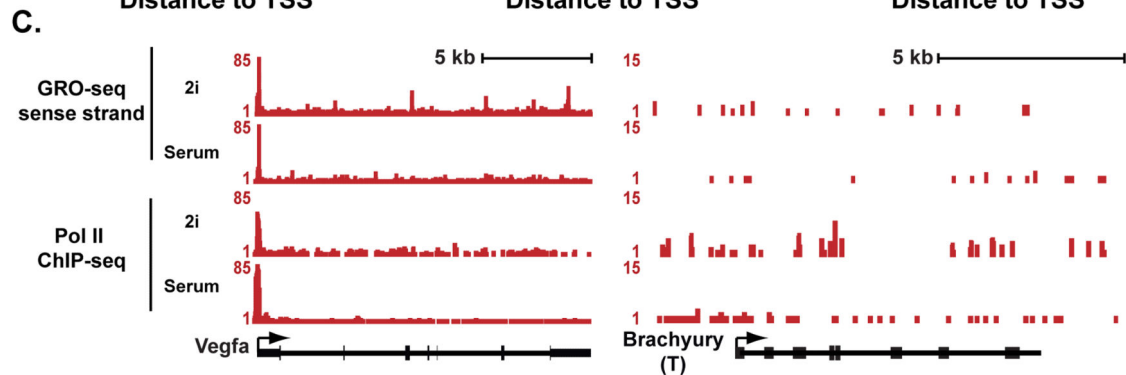 Distance to TSS Distance to TSS Distance to TSS
C.
5 kb 5 kb
GRO-seq
sense strand
2i
85
1
15
1
Serum
85
1
15
1
Pol II
ChIP-seq
2i
85
1
15
1
Serum
85
1
15
1
Vegfa
Brachyury
(T)